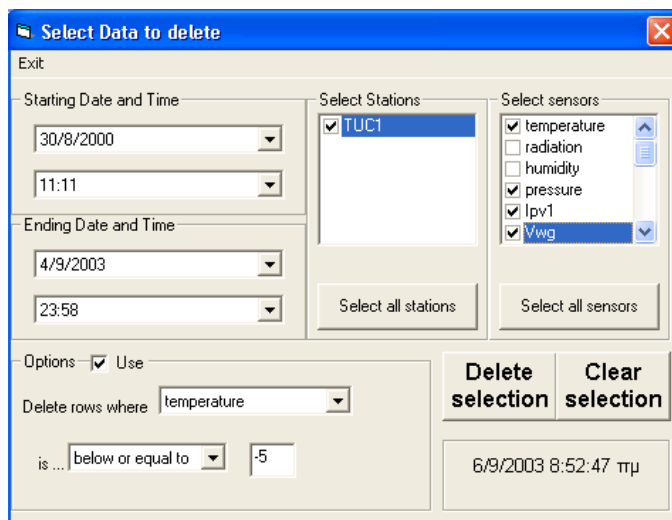 Select Data to delete
Exit
Starting Date and Time
30/8/2000
11:11
Ending Date and Time
4/9/2003
23:58
Select Stations
TUC1
Select all stations
Select sensors
temperature
radiation
humidity
pressure
Ipv1
Vwg
Select all sensors
Options Use
Delete rows where temperature
is ... below or equal to -5
Delete selection
Clear selection
6/9/2003 8:52:47 πμ